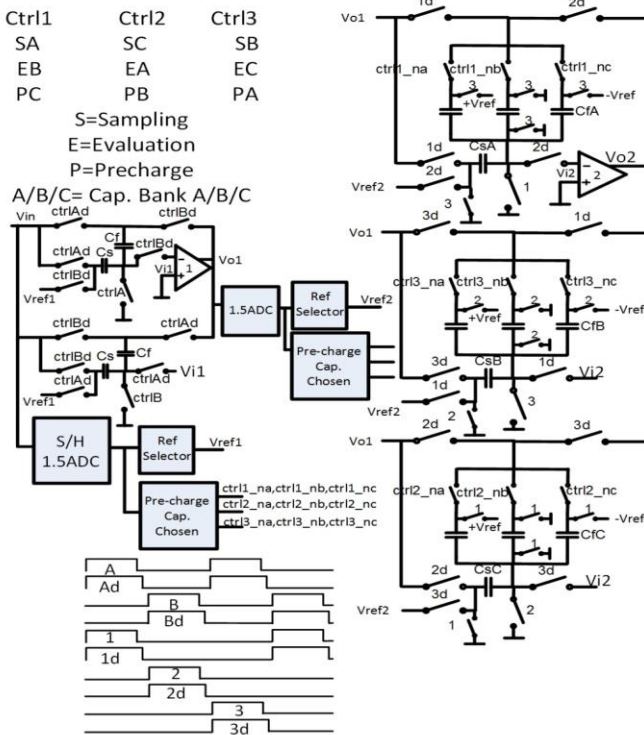 Ctrl1 Ctrl2 Ctrl3
SA SC SB
EB EA EC
PC PB PA
S=Sampling
E=Evaluation
P=Precharge
A/B/C= Cap. Bank A/B/C
Vin
ctrlAd
ctrlBd
Cf
ctrlAd
Cs
ctrlBd
ctrlBd
Vi1
1
Vo1
Vref1
ctrlA
ctrlBd
ctrlAd
ctrlBd
Cs
Cf
ctrlAd
ctrlAd
Vi1
Vref1
ctrlB
1.5ADC
Ref
Selector
Vref2
Pre-charge
Cap.
Chosen
S/H
1.5ADC
Ref
Selector
Vref1
Pre-charge
Cap.
Chosen
ctrl1_na,ctrl1_nb,ctrl1_nc
ctrl2_na,ctrl2_nb,ctrl2_nc
ctrl3_na,ctrl3_nb,ctrl3_nc
A
Ad
B
Bd
1
1d
2
2d
3
3d
Vo1
1d
2d
ctrl1_na
ctrl1_nb
ctrl1_nc
3
3
3
+Vref
-Vref
3
CfA
1d
CsA
2d
Vo2
2d
Vi2
2
Vref2
3
1
Vo1
3d
1d
ctrl3_na
ctrl3_nb
ctrl3_nc
2
2
2
+Vref
-Vref
2
CfB
3d
CsB
1d
1d
Vi2
Vref2
2
3
Vo1
2d
3d
ctrl2_na
ctrl2_nb
ctrl2_nc
1
1
1
+Vref
-Vref
1
CfC
2d
CsC
3d
3d
Vi2
Vref2
1
2